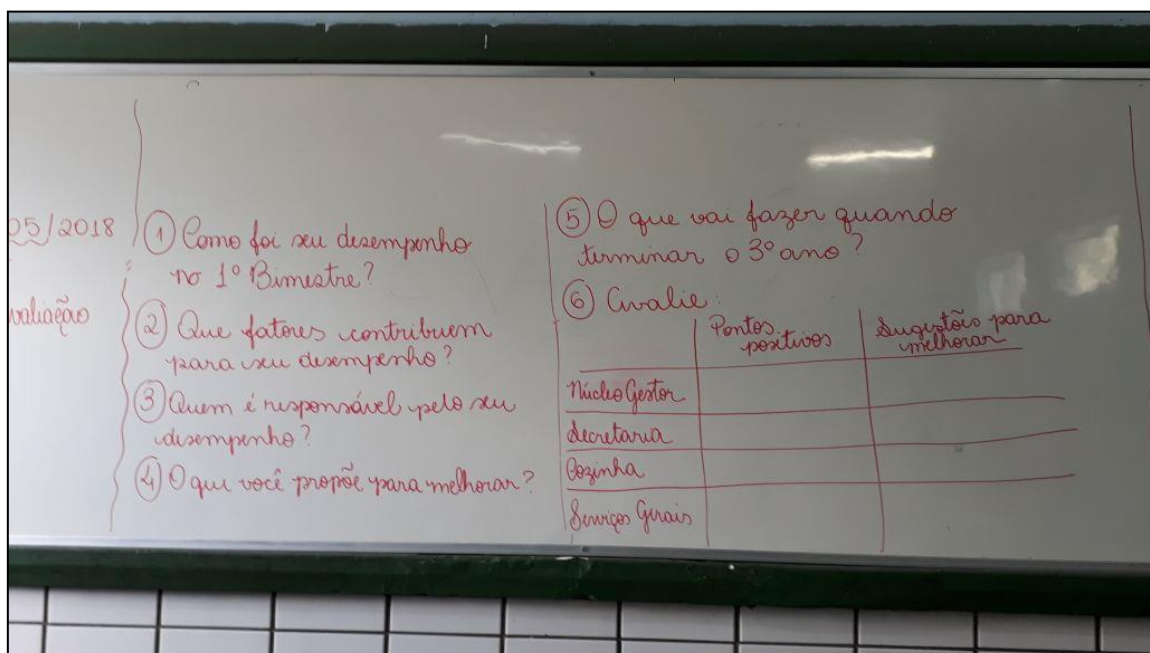 05/2018
valiação
① Como foi seu desempenho
no 1º Bimestre?
② Que fatores contribuem
para seu desempenho?
③ Quem é responsável pelo seu
desempenho?
④ O que você propõe para melhorar?
⑤ O que vai fazer quando
terminar o 3º ano?
⑥ Avalie:
Pontos positivos | Sugestões para melhorar
Núcleo Gestor
Secretaria
Cozinha
Serviços Gerais